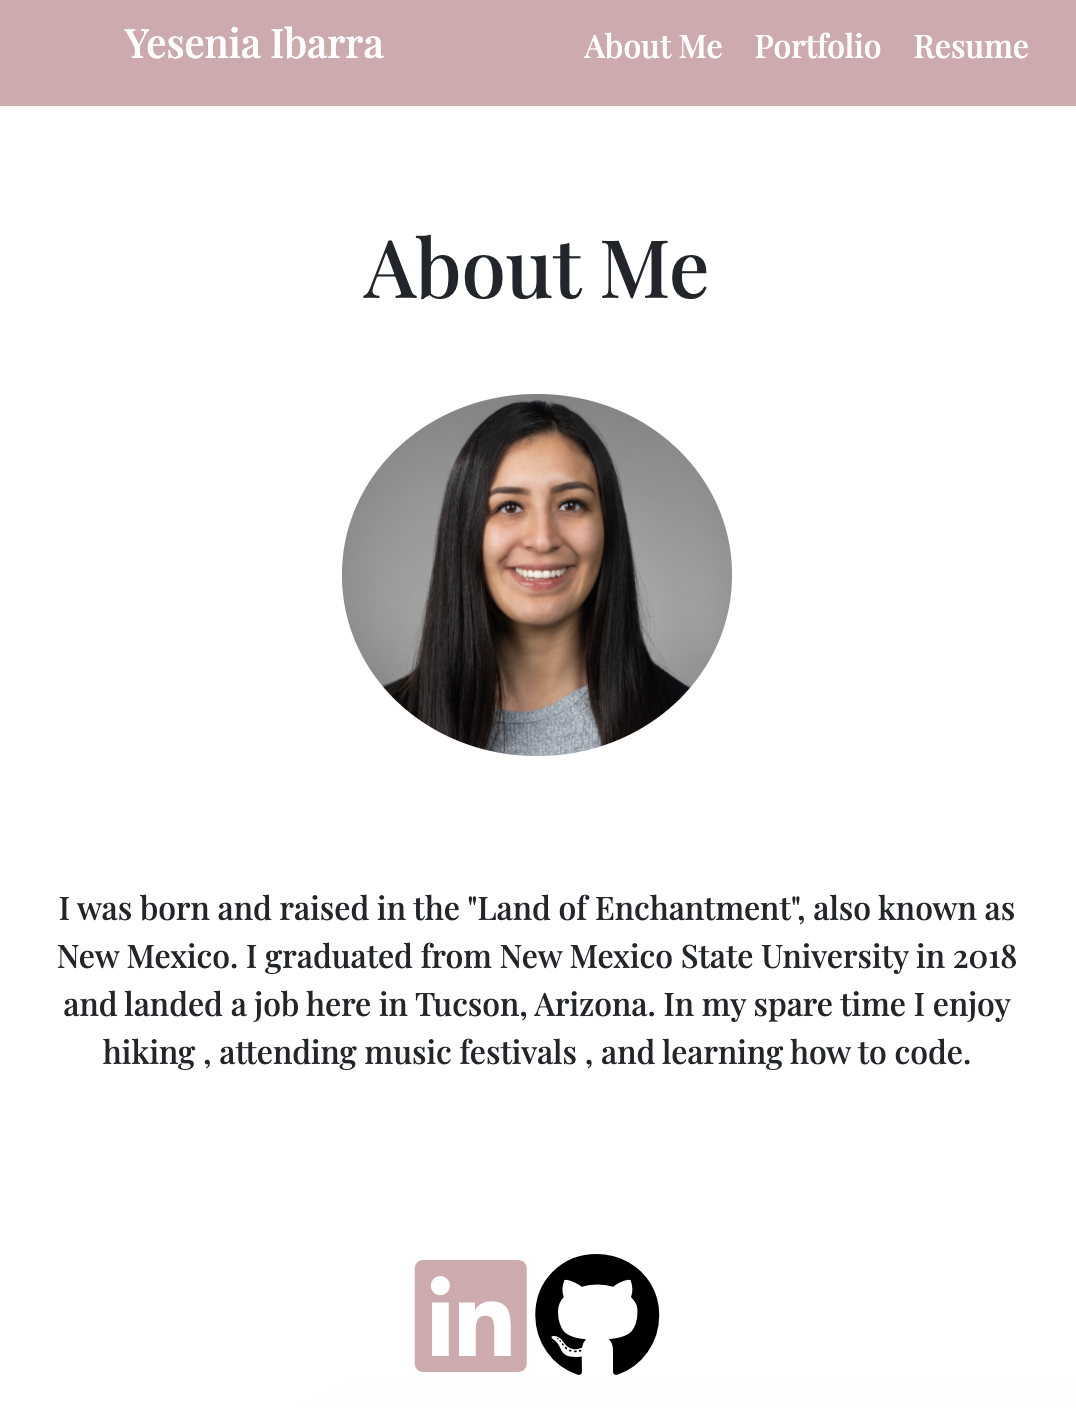 Yesenia Ibarra
About Me Portfolio Resume
About Me
I was born and raised in the "Land of Enchantment", also known as
New Mexico. I graduated from New Mexico State University in 2018
and landed a job here in Tucson, Arizona. In my spare time I enjoy
hiking , attending music festivals , and learning how to code.
in